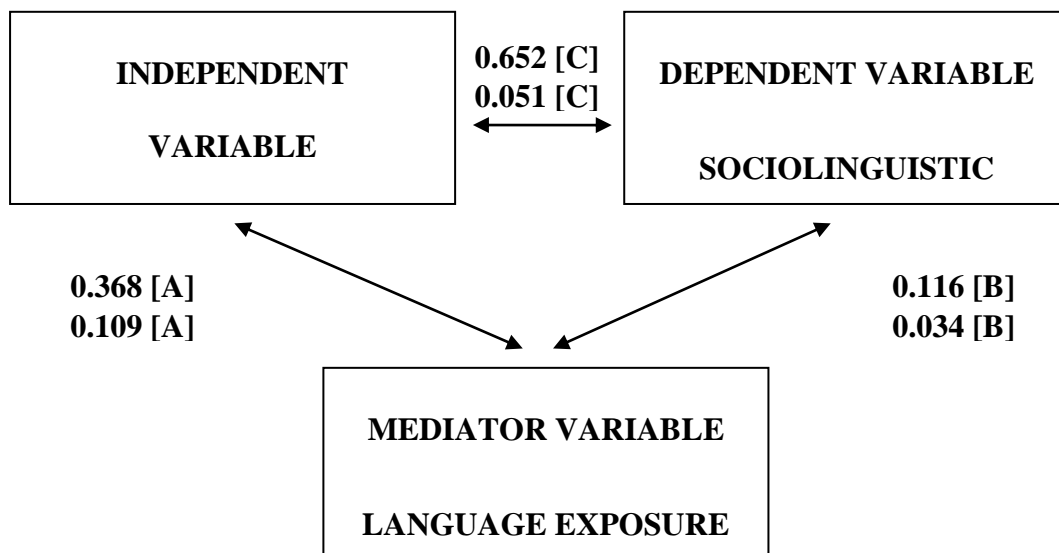 INDEPENDENT
VARIABLE
0.652 [C]
0.051 [C]
DEPENDENT VARIABLE
SOCIOLINGUISTIC
0.368 [A]
0.109 [A]
0.116 [B]
0.034 [B]
MEDIATOR VARIABLE
LANGUAGE EXPOSURE